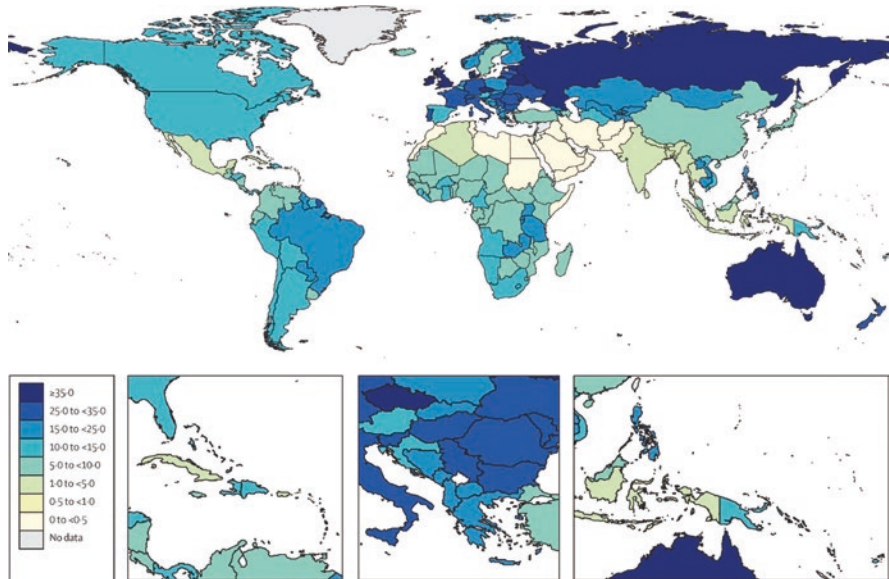 ≥35·0
25·0 to <35·0
15·0 to <25·0
10·0 to <15·0
5·0 to <10·0
1·0 to <5·0
0·5 to <1·0
0 to <0·5
No data